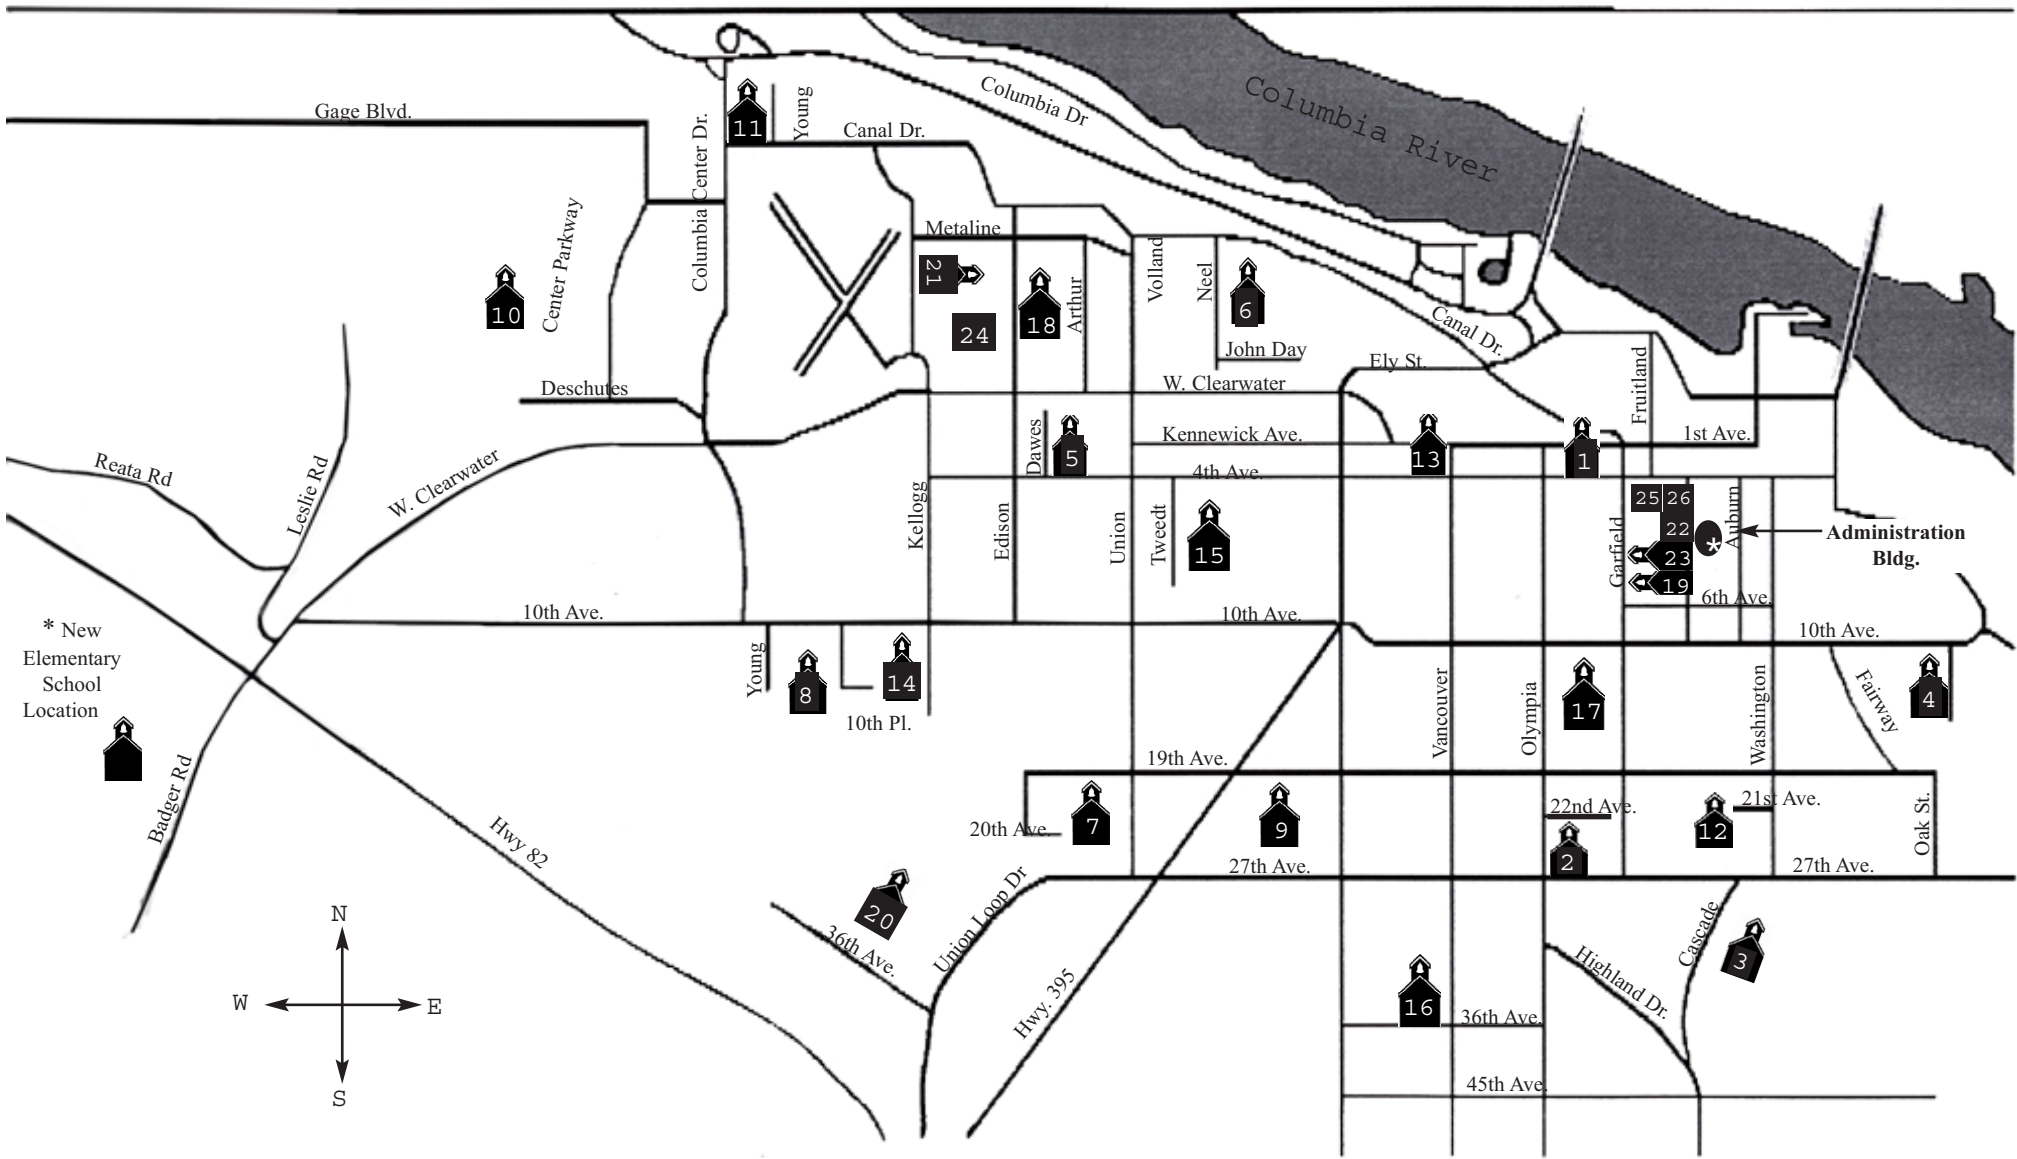 Gage Blvd.
11
Young
Canal Dr.
Columbia Dr
Columbia River
Columbia Center Dr.
Center Parkway
10
Metaline
21
24
18
Arthur
Volland
Neel
6
John Day
Canal Dr.
Ely St.
Fruitland
Deschutes
W. Clearwater
Dawes
5
Kennewick Ave.
13
1
1st Ave.
4th Ave.
Reata Rd
Leslie Rd
W. Clearwater
Kellogg
Edison
Union
Tweedt
15
Garfield
25
26
22
23
19
*
Auburn
Administration
Bldg.
6th Ave.
10th Ave.
10th Ave.
10th Ave.
* New
Elementary
School
Location
Young
8
14
10th Pl.
Vancouver
Olympia
17
Washington
Fairway
4
19th Ave.
Badger Rd
Hwy 82
20th Ave.
7
9
22nd Ave.
2
12
21st Ave.
Oak St.
27th Ave.
27th Ave.
20
36th Ave.
Union Loop Dr
Hwy. 395
16
36th Ave.
Highland Dr.
Cascade
3
45th Ave.
N
W
E
S